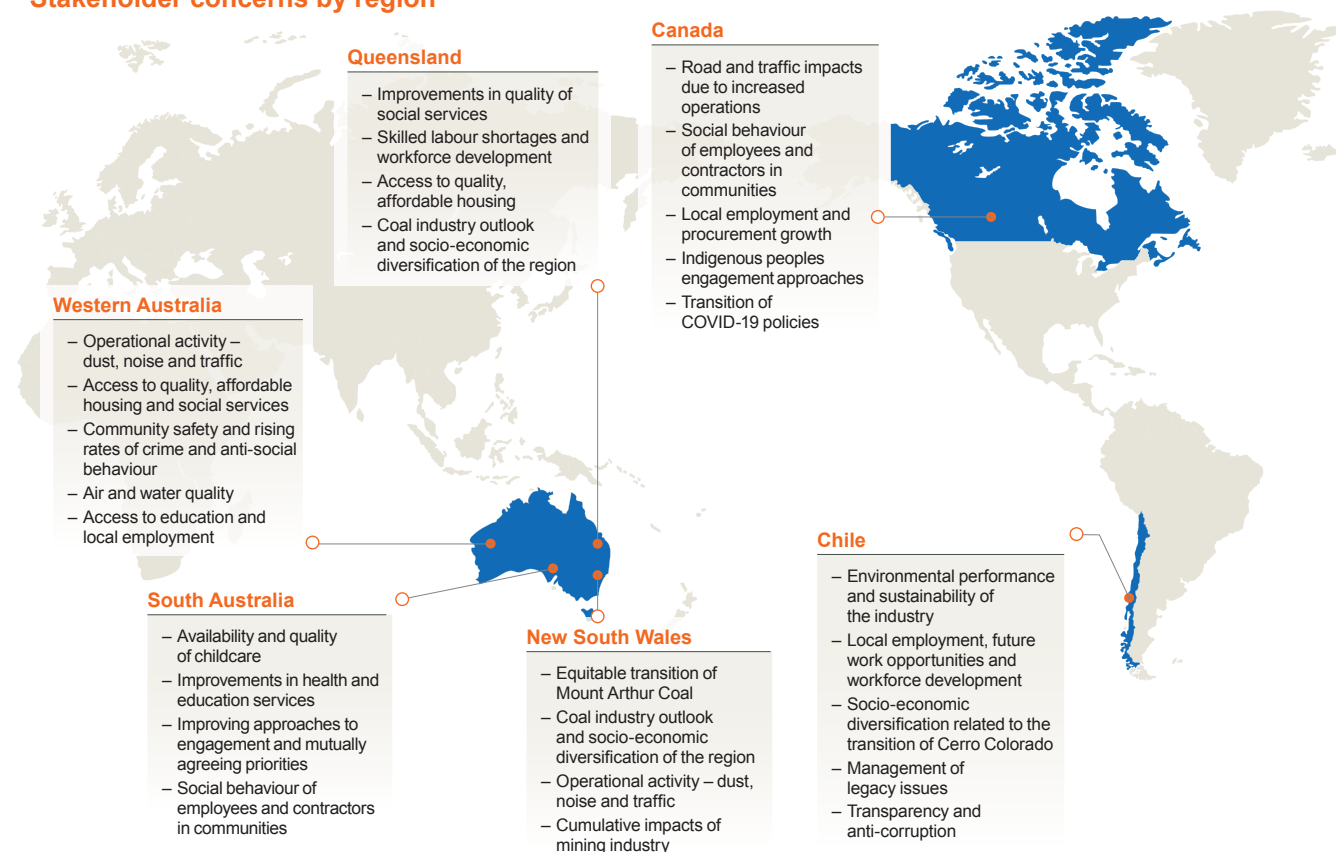 Stakeholder concerns by region
Queensland
– Improvements in quality of
social services
– Skilled labour shortages and
workforce development
– Access to quality,
affordable housing
– Coal industry outlook
and socio-economic
diversification of the region
Canada
– Road and traffic impacts
due to increased
operations
– Social behaviour
of employees and
contractors in
communities
– Local employment and
procurement growth
– Indigenous peoples
engagement approaches
– Transition of
COVID-19 policies
Western Australia
– Operational activity –
dust, noise and traffic
– Access to quality, affordable
housing and social services
– Community safety and rising
rates of crime and anti-social
behaviour
– Air and water quality
– Access to education and
local employment
South Australia
– Availability and quality
of childcare
– Improvements in health and
education services
– Improving approaches to
engagement and mutually
agreeing priorities
– Social behaviour of
employees and contractors
in communities
New South Wales
– Equitable transition of
Mount Arthur Coal
– Coal industry outlook
and socio-economic
diversification of the region
– Operational activity – dust,
noise and traffic
– Cumulative impacts of
mining industry
Chile
– Environmental performance
and sustainability of
the industry
– Local employment, future
work opportunities and
workforce development
– Socio-economic
diversification related to the
transition of Cerro Colorado
– Management of
legacy issues
– Transparency and
anti-corruption